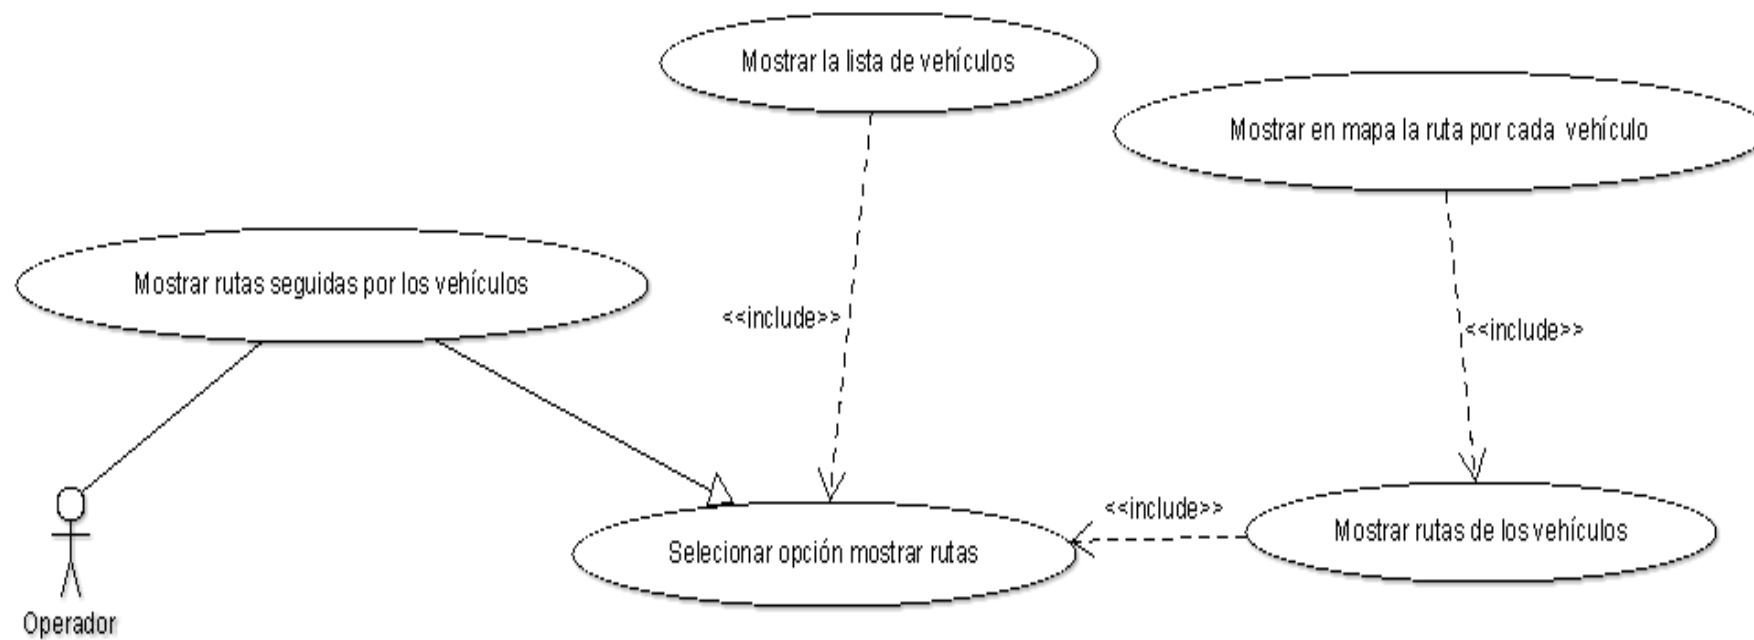 Mostrar la lista de vehículos
Mostrar en mapa la ruta por cada vehículo
Mostrar rutas seguidas por los vehículos
<<include>>
<<include>>
<<include>>
Selecionar opción mostrar rutas
Mostrar rutas de los vehículos
Operador